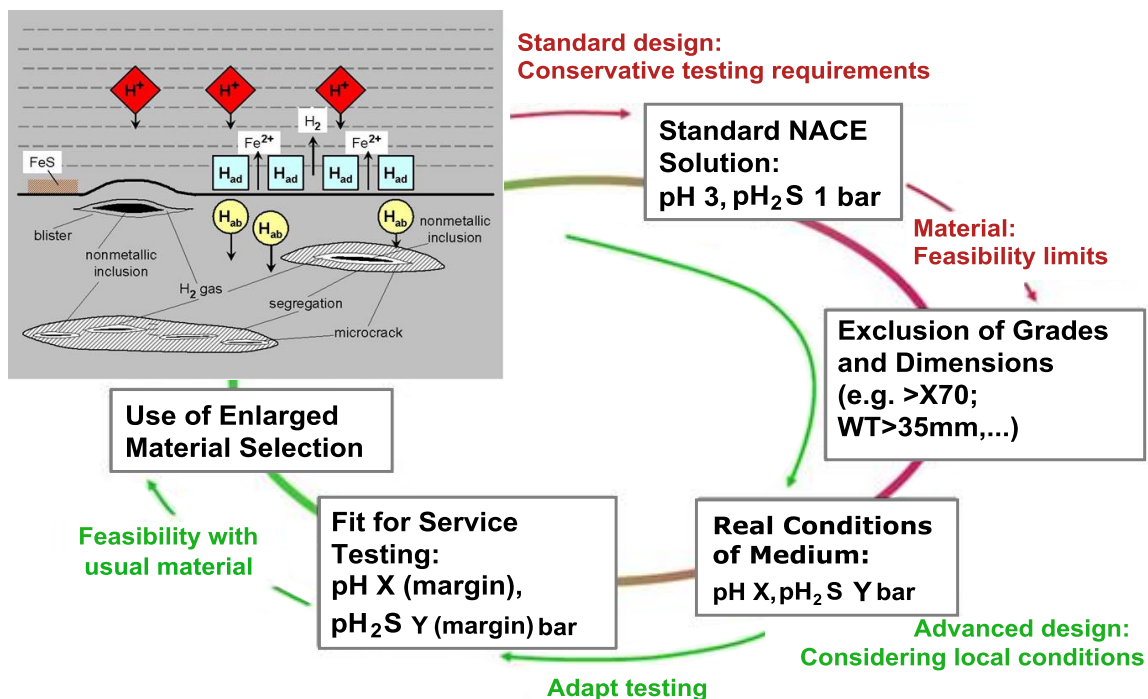 H+
H+
H+
H2
Fe2+
Fe2+
FeS
Had
Had
Had
Had
Hab
Hab
Hab
blister
nonmetallic
inclusion
nonmetallic
inclusion
H2 gas
segregation
microcrack
Standard design:
Conservative testing requirements
Standard NACE
Solution:
pH 3, pH2S 1 bar
Material:
Feasibility limits
Exclusion of Grades
and Dimensions
(e.g. >X70;
WT>35mm,...)
Real Conditions
of Medium:
pH X, pH2S Y bar
Advanced design:
Considering local conditions
Adapt testing
Fit for Service
Testing:
pH X (margin),
pH2S Y (margin) bar
Feasibility with
usual material
Use of Enlarged
Material Selection